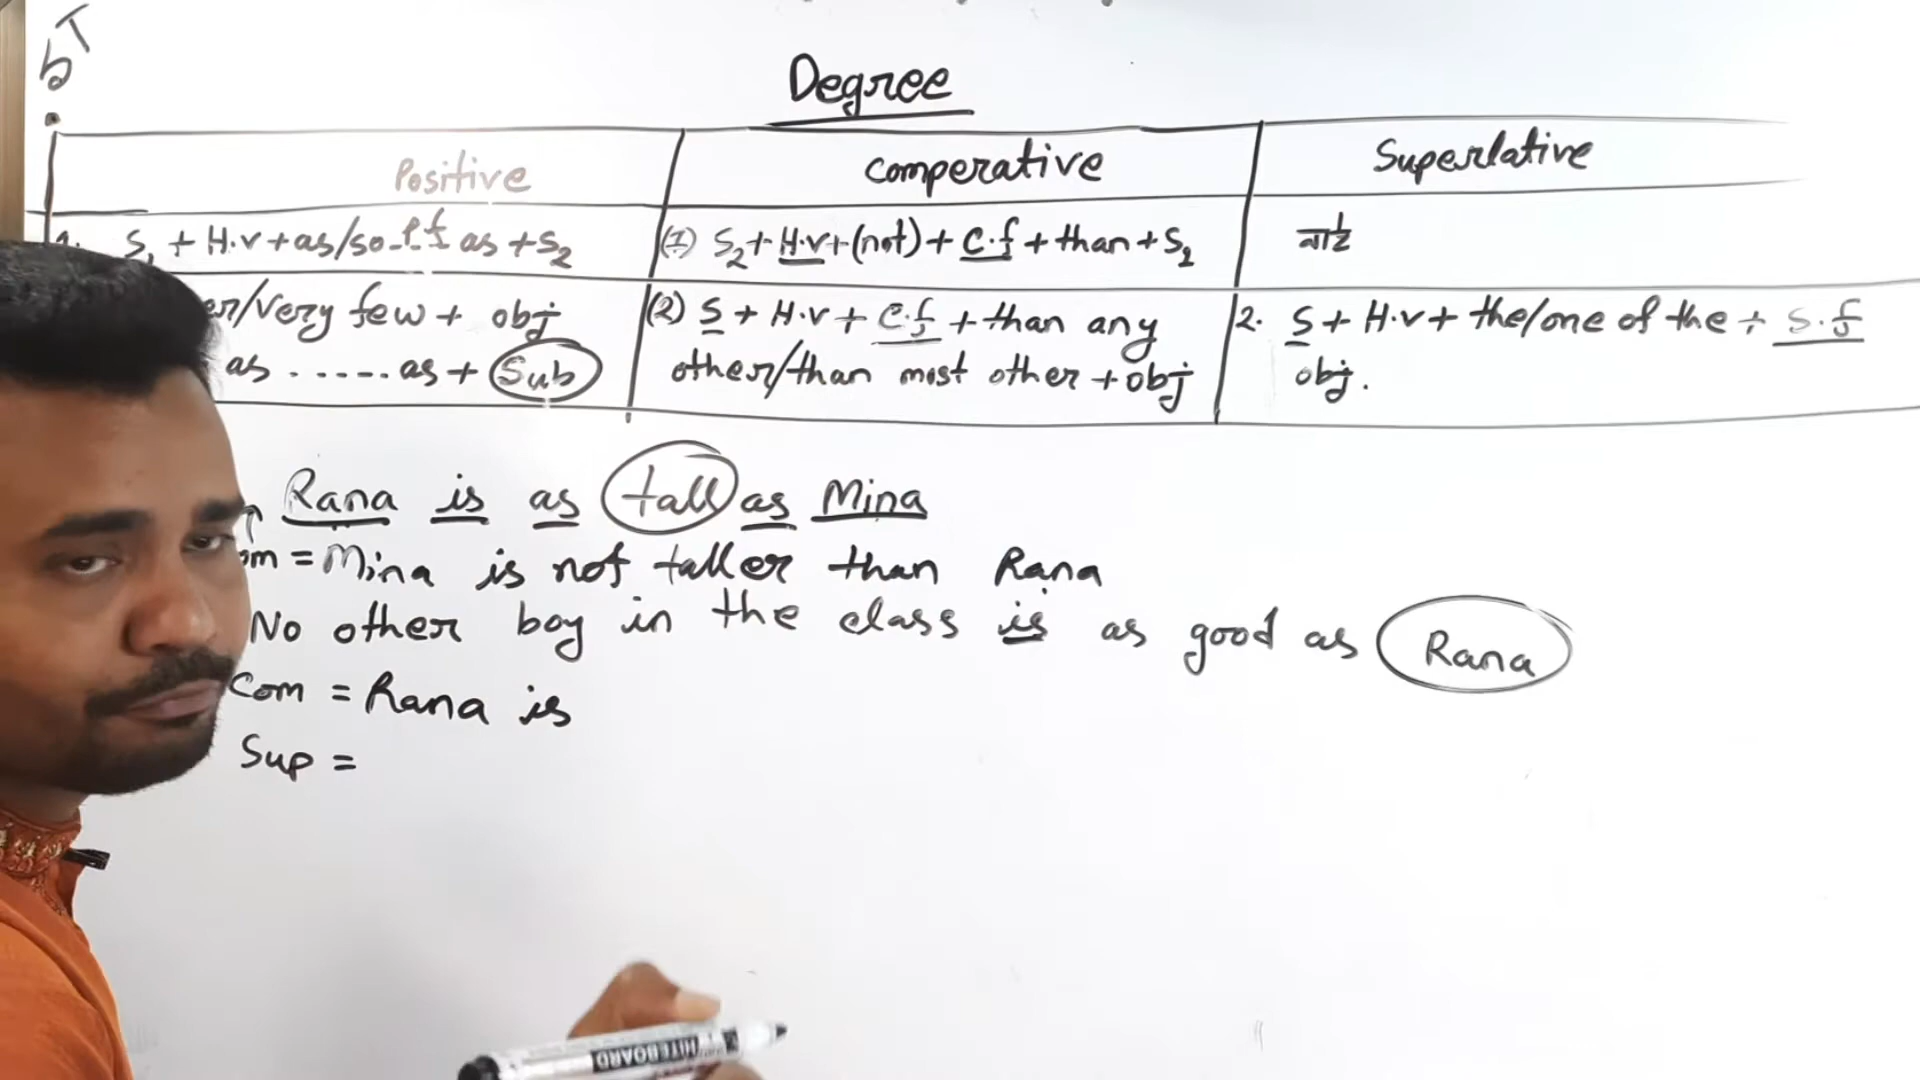 Degree
Positive comperative Superlative
S1 + H.v + as/so P.f as + S2 (1) S2 + H.v + (not) + C.f + than + S1 নাই
er/very few + obj (2) S + H.v + C.f + than any 2. S + H.v + the/one of the + S.f
as ...... as + Sub other/than most other + obj obj.
Rana is as tall as Mina
om = Mina is not taller than Rana
No other boy in the class is as good as Rana
Com = Rana is
Sup =
HITEBOARD